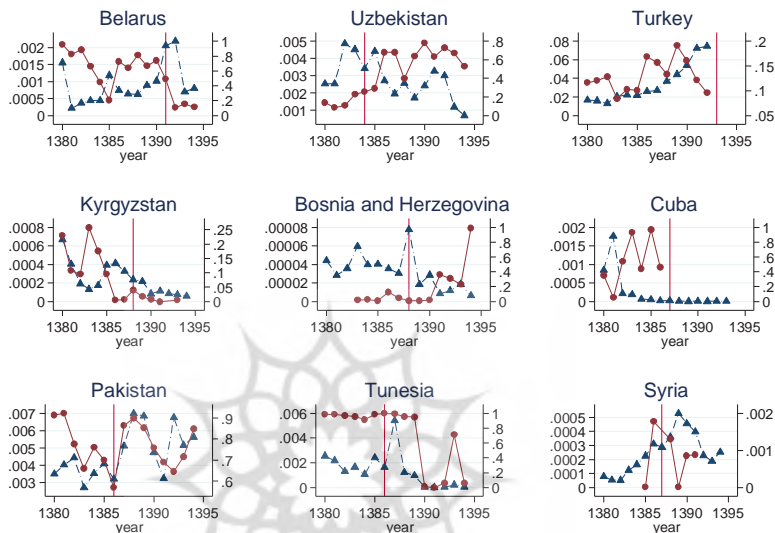 Belarus Uzbekistan Turkey
.002 1 .005 .8 .08 .2
.0015 .8 .004 .6 .06 .15
.001 .6 .003 .4 .04 .1
.0005 .4 .002 .2 .02 .05
0 .2 .001 0 0
0
1380 1385 1390 1395 1380 1385 1390 1395 1380 1385 1390 1395
year year year
Kyrgyzstan Bosnia and Herzegovina Cuba
.0008 .25 .00008 1 .002 1
.0006 .2 .00006 .8 .0015 .8
.0004 .15 .00004 .6 .001 .6
.0002 .1 .00002 .4 .0005 .4
0 .05 0 .2 0 .2
0 0 0
1380 1385 1390 1395 1380 1385 1390 1395 1380 1385 1390 1395
year year year
Pakistan Tunesia Syria
.007 .9 .006 1 .0005 .002
.006 .8 .004 .8 .0004 .001
.005 .7 .002 .6 .0003 0
.004 .6 0 .4 .0002
.003 .2 .0001
0 0
1380 1385 1390 1395 1380 1385 1390 1395 1380 1385 1390 1395
year year year